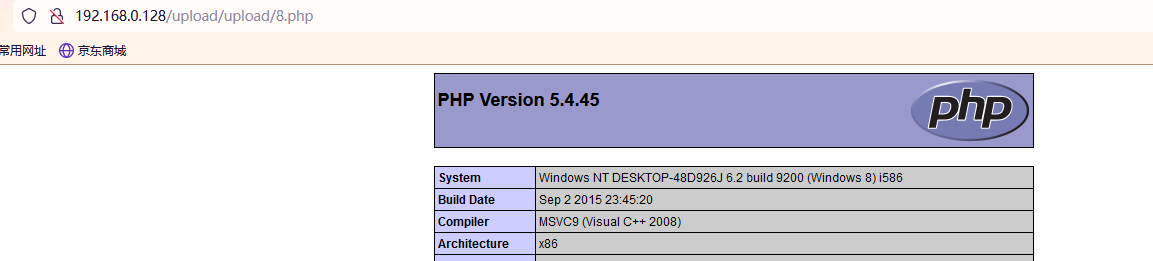 192.168.0.128/upload/upload/8.php
常用网址 京东商城
PHP Version 5.4.45
php
System Windows NT DESKTOP-48D926J 6.2 build 9200 (Windows 8) i586
Build Date Sep 2 2015 23:45:20
Compiler MSVC9 (Visual C++ 2008)
Architecture x86